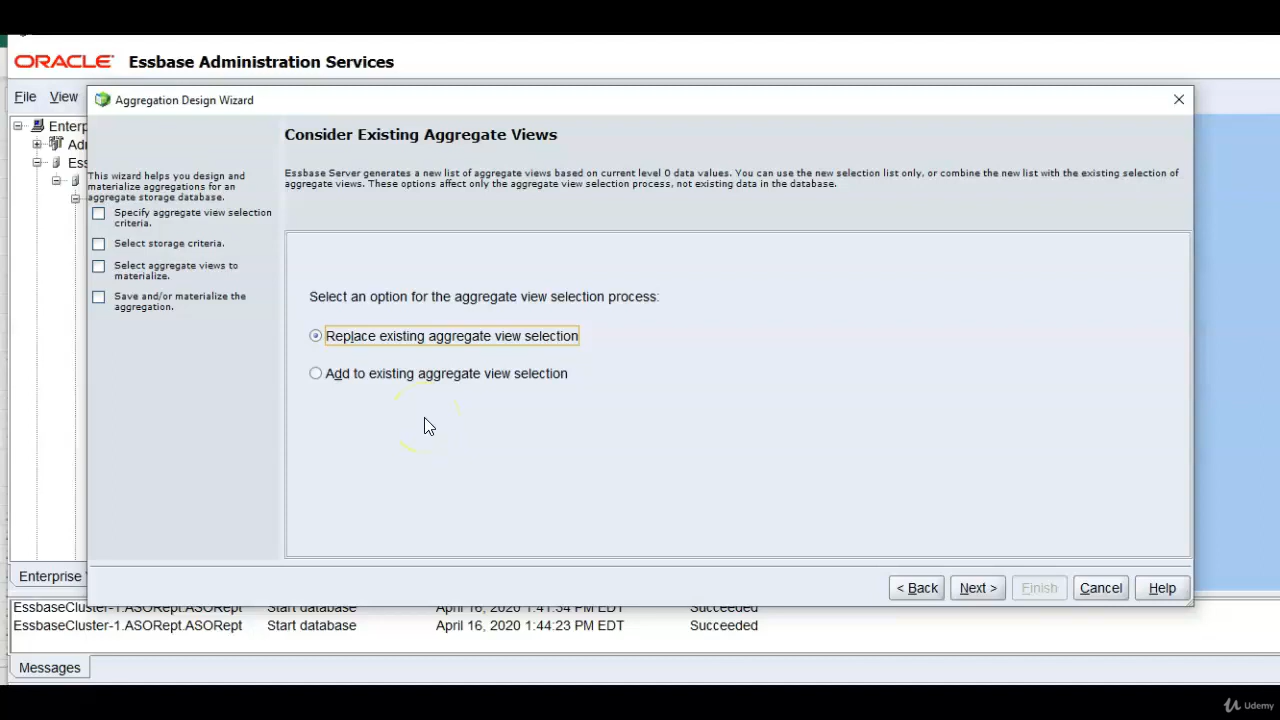 ORACLE Essbase Administration Services
File View
Aggregation Design Wizard
Enterp
Adı
Ess
This wizard helps you design and
materialize aggregations for an
aggregate storage database.
Specify aggregate view selection
criteria.
Select storage criteria.
Select aggregate views to
materialize.
Save and/or materialize the
aggregation.
Consider Existing Aggregate Views
Essbase Server generates a new list of aggregate views based on current level 0 data values. You can use the new selection list only, or combine the new list with the existing selection of
aggregate views. These options affect only the aggregate view selection process, not existing data in the database.
Select an option for the aggregate view selection process:
Replace existing aggregate view selection
Add to existing aggregate view selection
< Back Next > Finish Cancel Help
Enterprise
EssbaseCluster-1.ASORept.ASORept Start database April 16, 2020 1:41:34 PM EDT Succeeded
EssbaseCluster-1.ASORept.ASORept Start database April 16, 2020 1:44:23 PM EDT Succeeded
Messages
Udemy